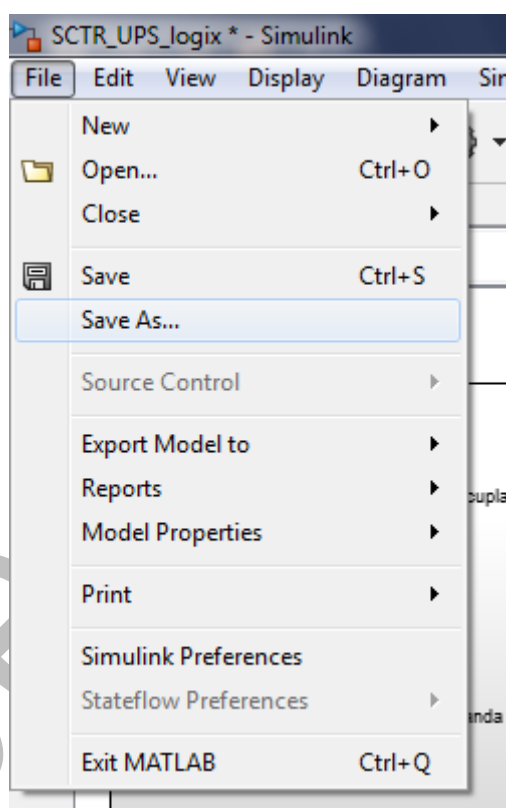 SCTR_UPS_logix * - Simulink
File Edit View Display Diagram
New
Open... Ctrl+O
Close
Save Ctrl+S
Save As...
Source Control
Export Model to
Reports
Model Properties
Print
Simulink Preferences
Stateflow Preferences
Exit MATLAB Ctrl+Q